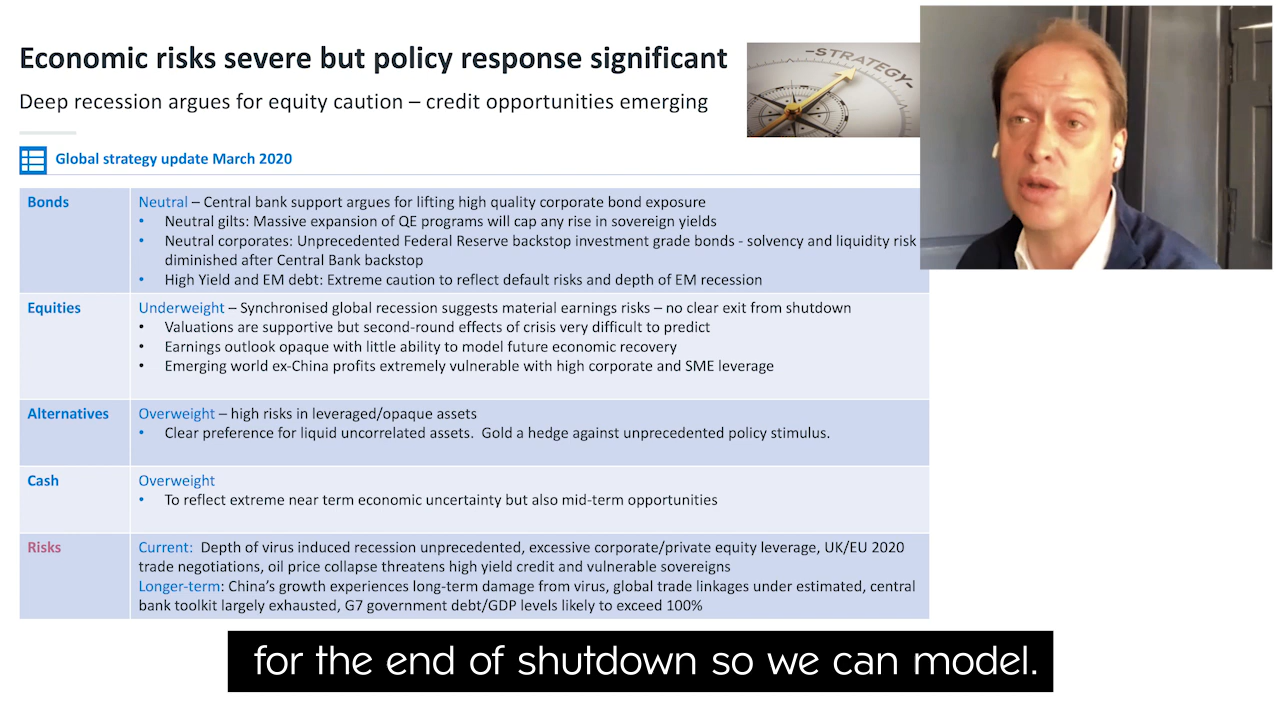 Economic risks severe but policy response significant
Deep recession argues for equity caution – credit opportunities emerging
-STRATEGY-
Global strategy update March 2020
Bonds
Neutral – Central bank support argues for lifting high quality corporate bond exposure
• Neutral gilts: Massive expansion of QE programs will cap any rise in sovereign yields
• Neutral corporates: Unprecedented Federal Reserve backstop investment grade bonds - solvency and liquidity risk
diminished after Central Bank backstop
• High Yield and EM debt: Extreme caution to reflect default risks and depth of EM recession
Equities
Underweight – Synchronised global recession suggests material earnings risks – no clear exit from shutdown
• Valuations are supportive but second-round effects of crisis very difficult to predict
• Earnings outlook opaque with little ability to model future economic recovery
• Emerging world ex-China profits extremely vulnerable with high corporate and SME leverage
Alternatives
Overweight – high risks in leveraged/opaque assets
• Clear preference for liquid uncorrelated assets.  Gold a hedge against unprecedented policy stimulus.
Cash
Overweight
• To reflect extreme near term economic uncertainty but also mid-term opportunities
Risks
Current:  Depth of virus induced recession unprecedented, excessive corporate/private equity leverage, UK/EU 2020
trade negotiations, oil price collapse threatens high yield credit and vulnerable sovereigns
Longer-term: China's growth experiences long-term damage from virus, global trade linkages under estimated, central
bank toolkit largely exhausted, G7 government debt/GDP levels likely to exceed 100%
for the end of shutdown so we can model.